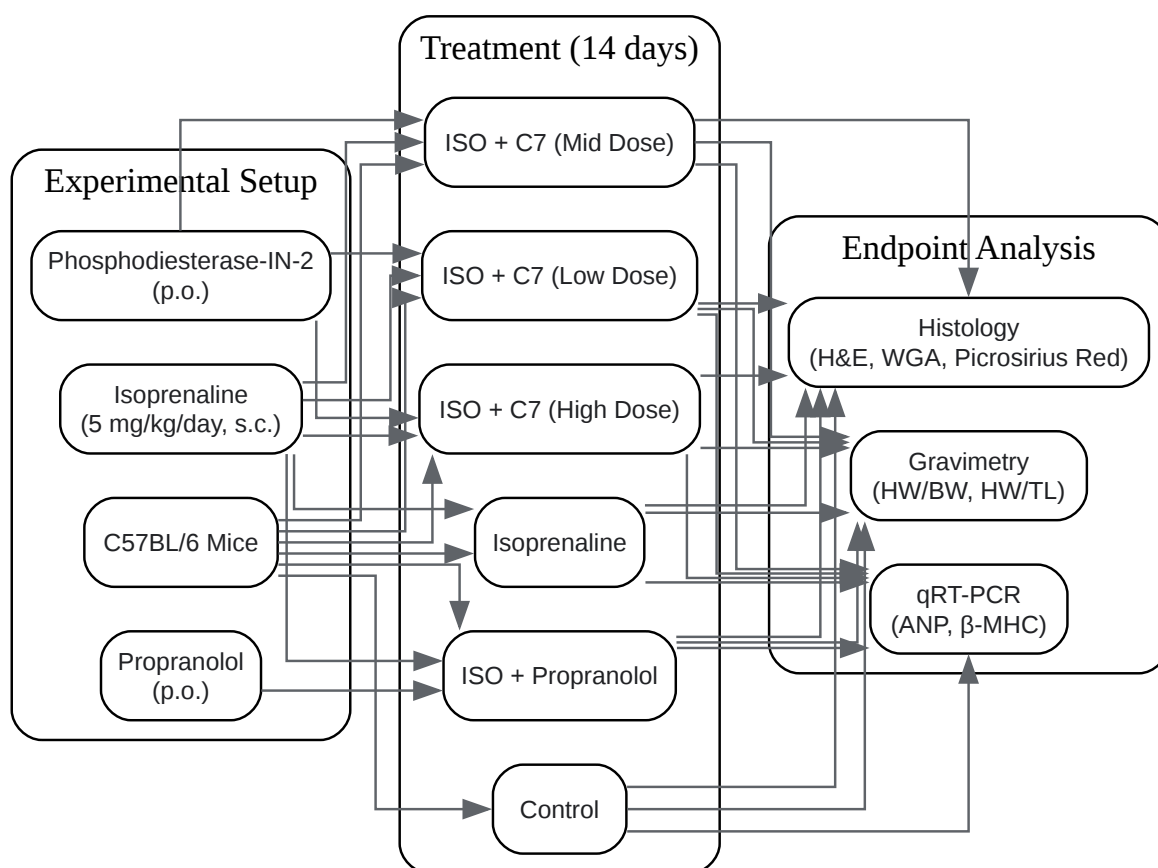 Experimental Setup
Phosphodiesterase-IN-2
(p.o.)
Isoprenaline
(5 mg/kg/day, s.c.)
C57BL/6 Mice
Propranolol
(p.o.)
Treatment (14 days)
ISO + C7 (Mid Dose)
ISO + C7 (Low Dose)
ISO + C7 (High Dose)
Isoprenaline
ISO + Propranolol
Control
Endpoint Analysis
Histology
(H&E, WGA, Picrosirius Red)
Gravimetry
(HW/BW, HW/TL)
qRT-PCR
(ANP, β-MHC)